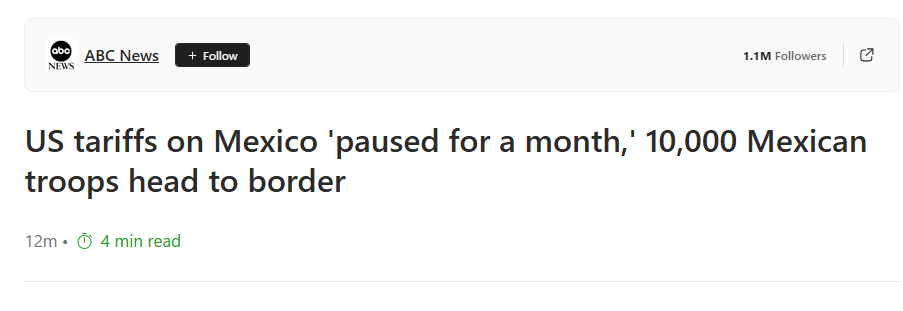 abc
NEWS
ABC News
+ Follow
1.1M Followers
US tariffs on Mexico 'paused for a month,' 10,000 Mexican
troops head to border
12m • 4 min read